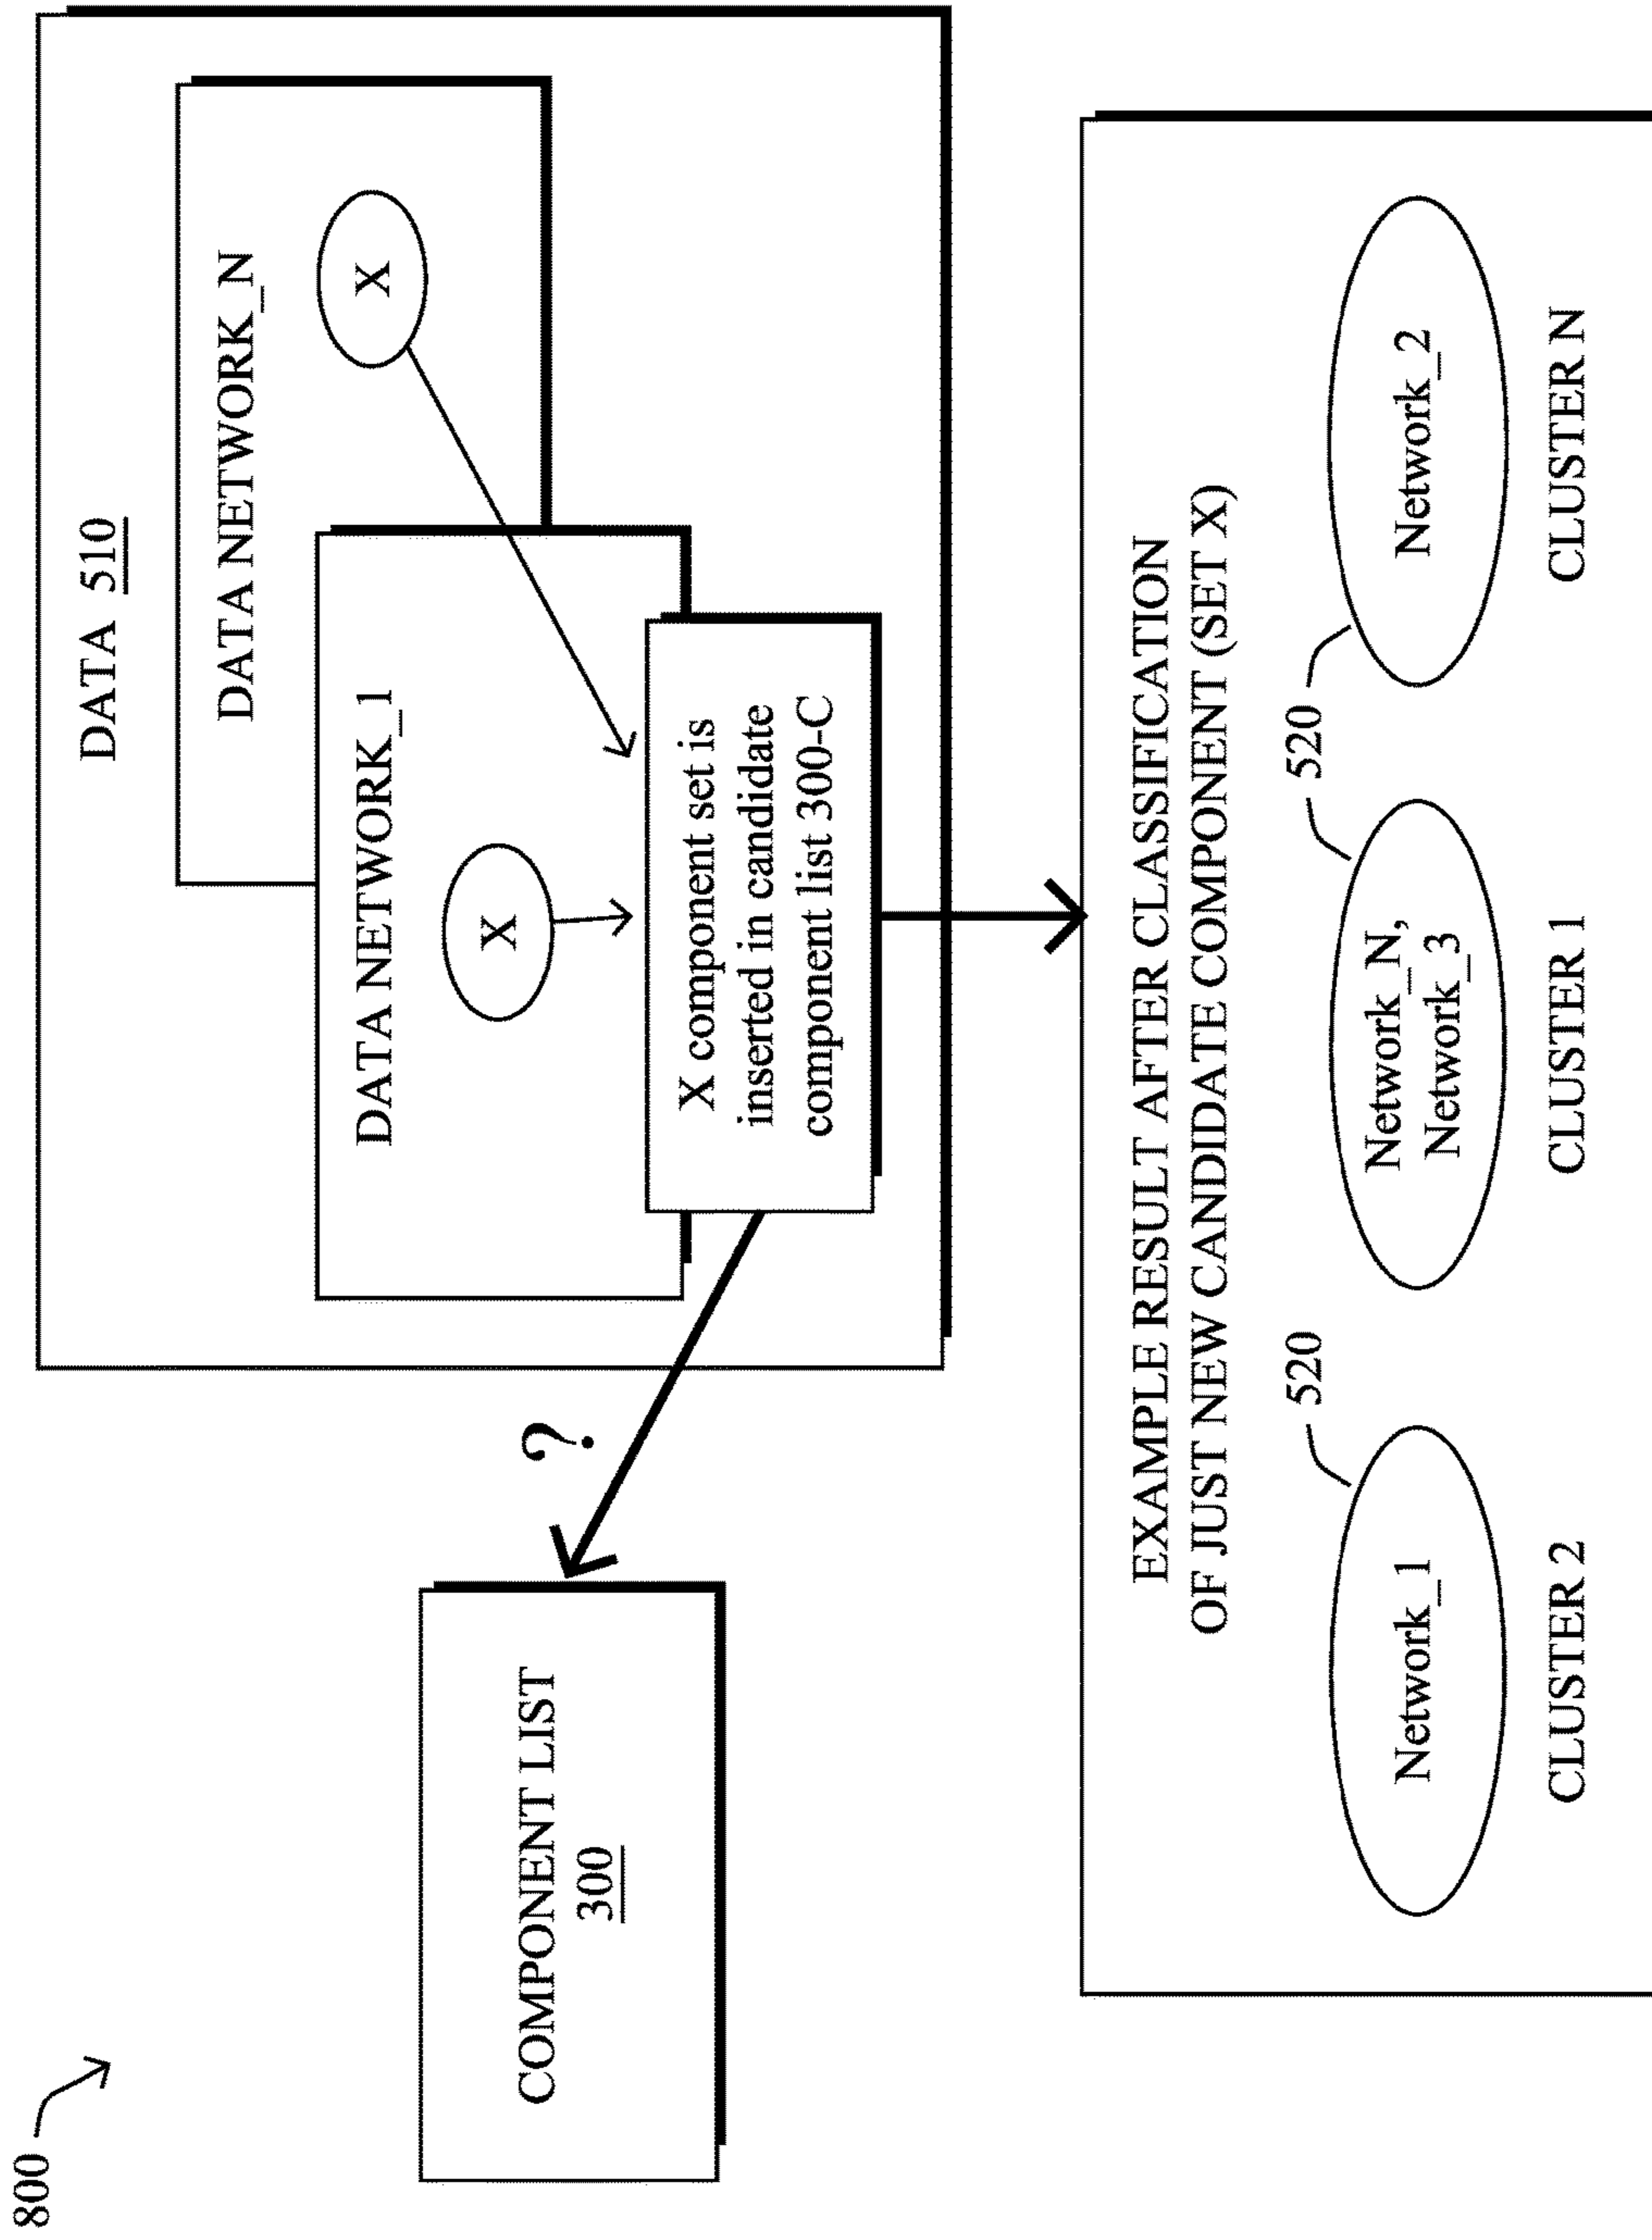 800
DATA 510
DATA NETWORK_N
X
DATA NETWORK_1
X
X component set is
inserted in candidate
component list 300-C
?
COMPONENT LIST
300
EXAMPLE RESULT AFTER CLASSIFICATION
OF JUST NEW CANDIDATE COMPONENT (SET X)
520
520
Network_1
Network_N,
Network_3
Network_2
CLUSTER 2
CLUSTER 1
CLUSTER N